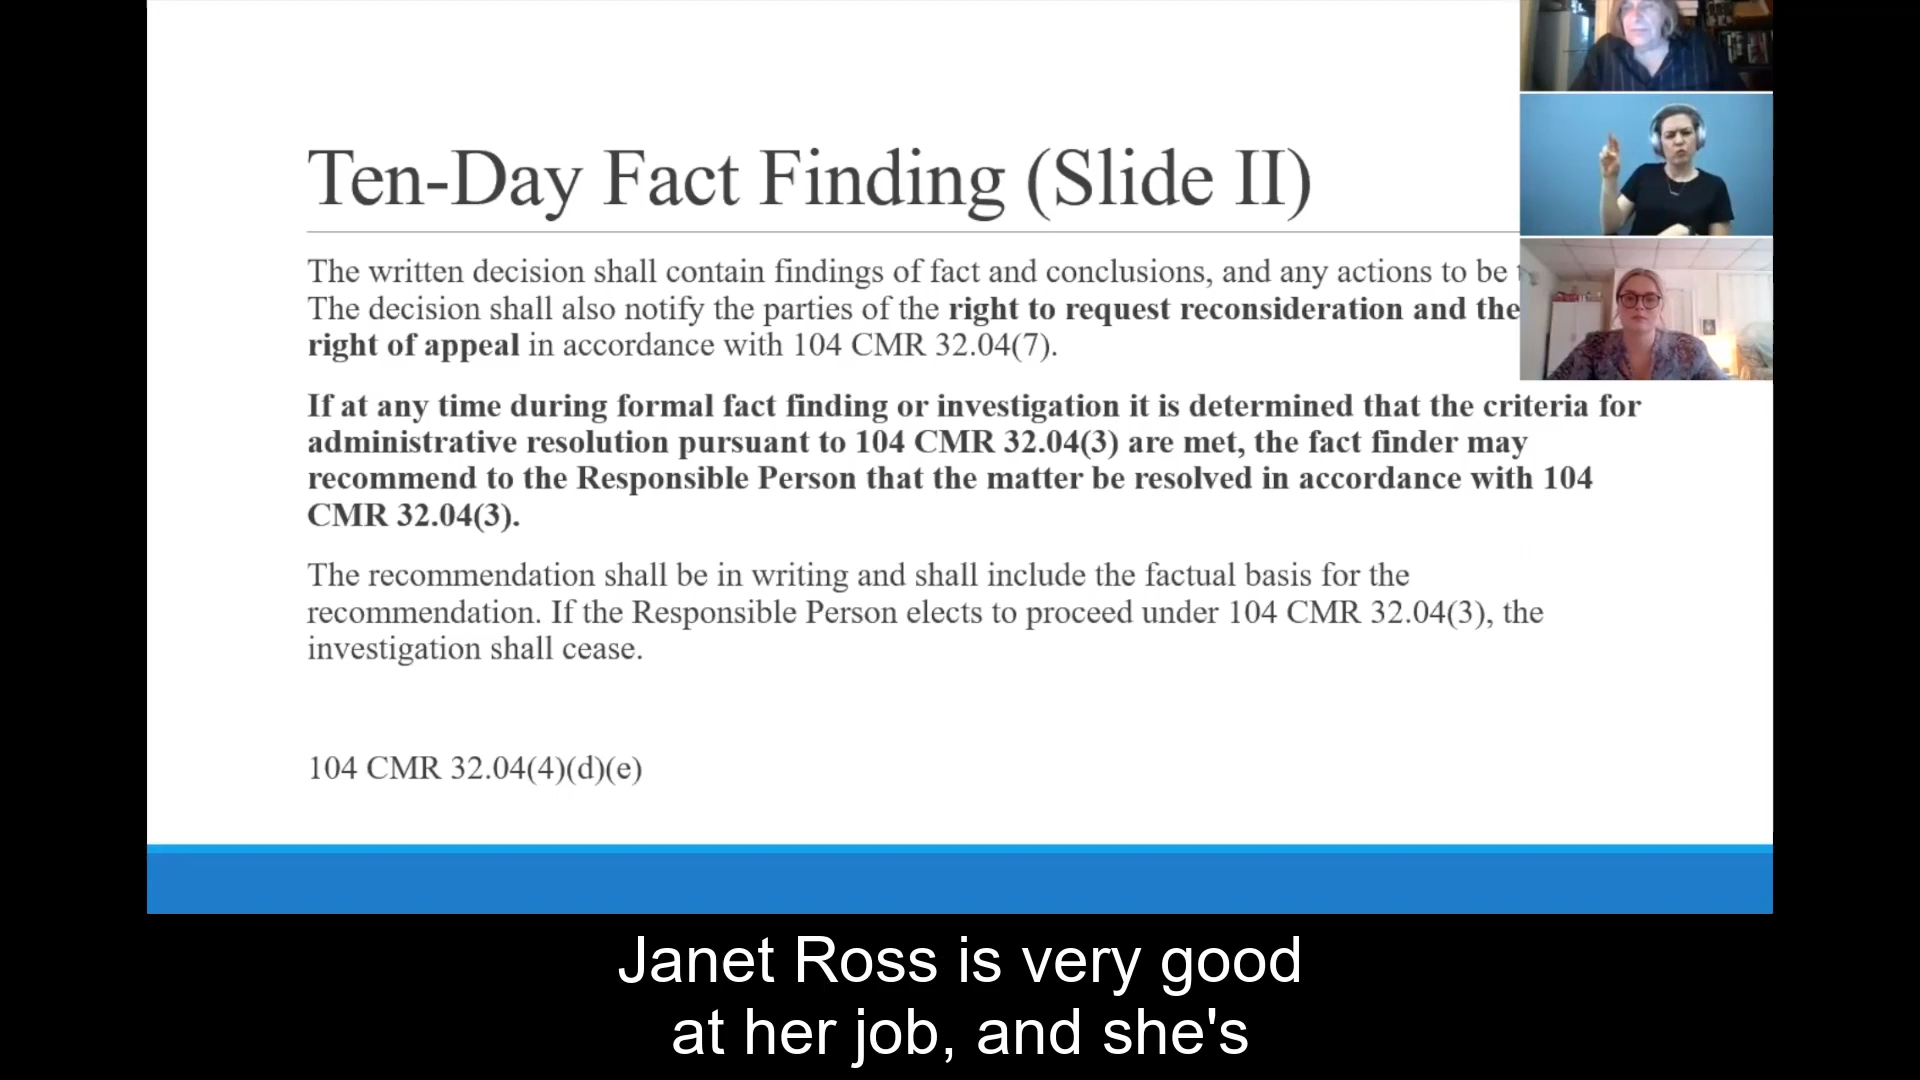 Ten-Day Fact Finding (Slide II)
The written decision shall contain findings of fact and conclusions, and any actions to be
The decision shall also notify the parties of the right to request reconsideration and the
right of appeal in accordance with 104 CMR 32.04(7).
If at any time during formal fact finding or investigation it is determined that the criteria for
administrative resolution pursuant to 104 CMR 32.04(3) are met, the fact finder may
recommend to the Responsible Person that the matter be resolved in accordance with 104
CMR 32.04(3).
The recommendation shall be in writing and shall include the factual basis for the
recommendation. If the Responsible Person elects to proceed under 104 CMR 32.04(3), the
investigation shall cease.
104 CMR 32.04(4)(d)(e)
Janet Ross is very good
at her job, and she's